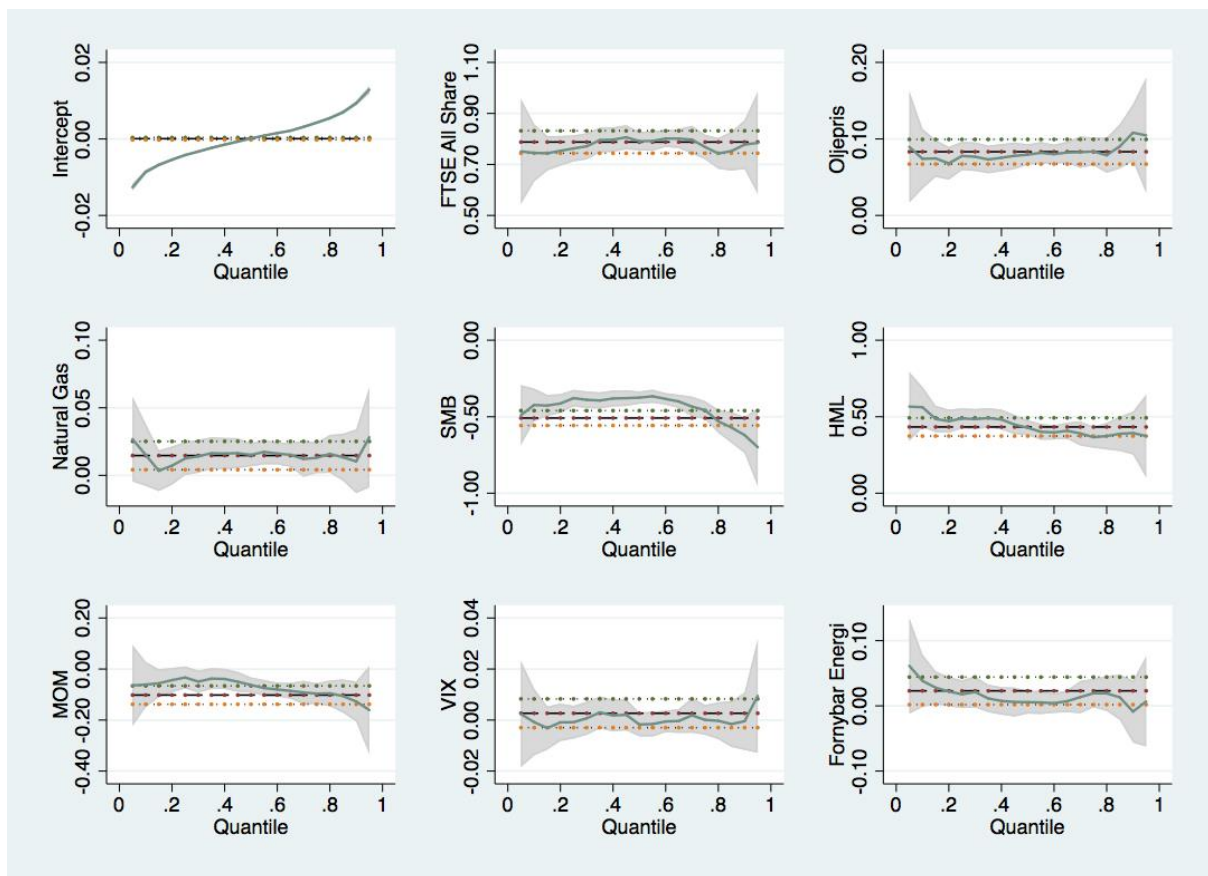 Intercept
0.02
0.00
-0.02
0 .2 .4 .6 .8 1
Quantile
FTSE All Share
1.10
0.90
0.70
0.50
0 .2 .4 .6 .8 1
Quantile
Oljepris
0.20
0.10
0.00
0 .2 .4 .6 .8 1
Quantile
Natural Gas
0.10
0.05
0.00
0 .2 .4 .6 .8 1
Quantile
SMB
0.00
-0.50
-1.00
0 .2 .4 .6 .8 1
Quantile
HML
1.00
0.50
0.00
0 .2 .4 .6 .8 1
Quantile
MOM
0.20
0.00
-0.20
-0.40
0 .2 .4 .6 .8 1
Quantile
VIX
0.04
0.02
0.00
-0.02
0 .2 .4 .6 .8 1
Quantile
Fornybar Energi
0.10
0.00
-0.10
0 .2 .4 .6 .8 1
Quantile